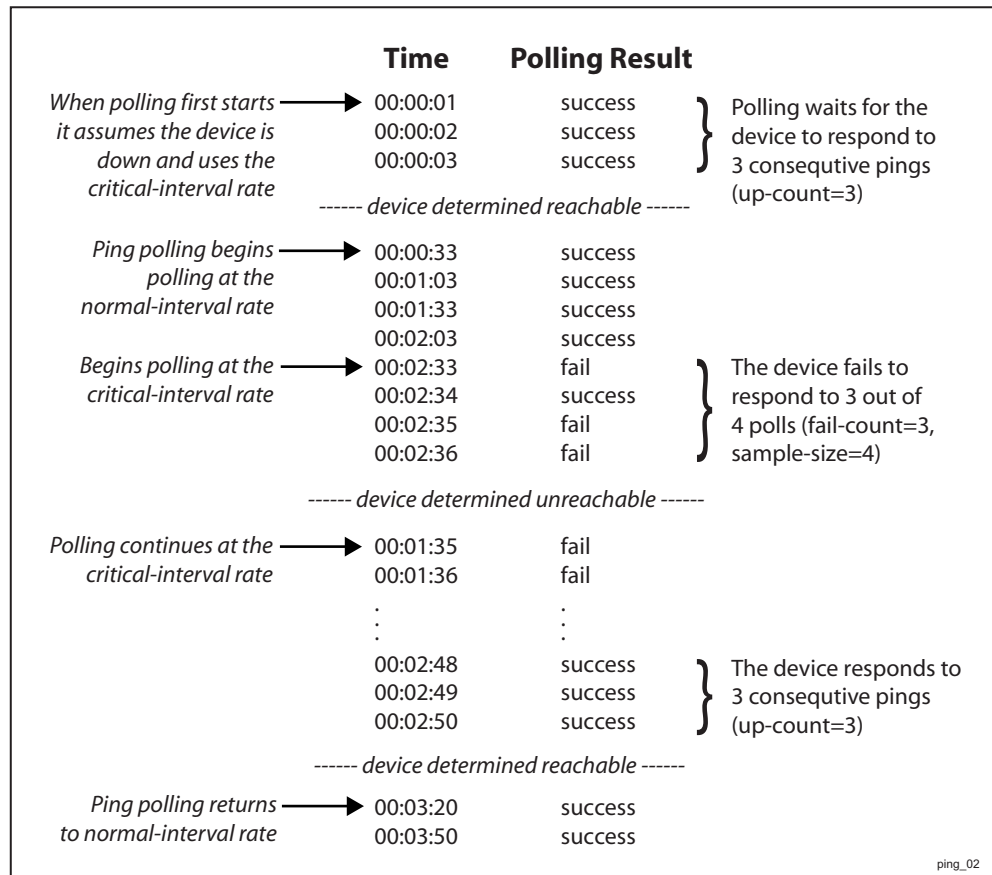 Time Polling Result
When polling first starts 00:00:01 success Polling waits for the
it assumes the device is 00:00:02 success device to respond to
down and uses the 00:00:03 success 3 consequtive pings
critical-interval rate (up-count=3)
------ device determined reachable ------
Ping polling begins 00:00:33 success
polling at the 00:01:03 success
normal-interval rate 00:01:33 success
00:02:03 success
Begins polling at the 00:02:33 fail The device fails to
critical-interval rate 00:02:34 success respond to 3 out of
00:02:35 fail 4 polls (fail-count=3,
00:02:36 fail sample-size=4)
------ device determined unreachable ------
Polling continues at the 00:01:35 fail
critical-interval rate 00:01:36 fail
. .
. .
. .
00:02:48 success The device responds to
00:02:49 success 3 consequtive pings
00:02:50 success (up-count=3)
------ device determined reachable ------
Ping polling returns 00:03:20 success
to normal-interval rate 00:03:50 success
ping_02